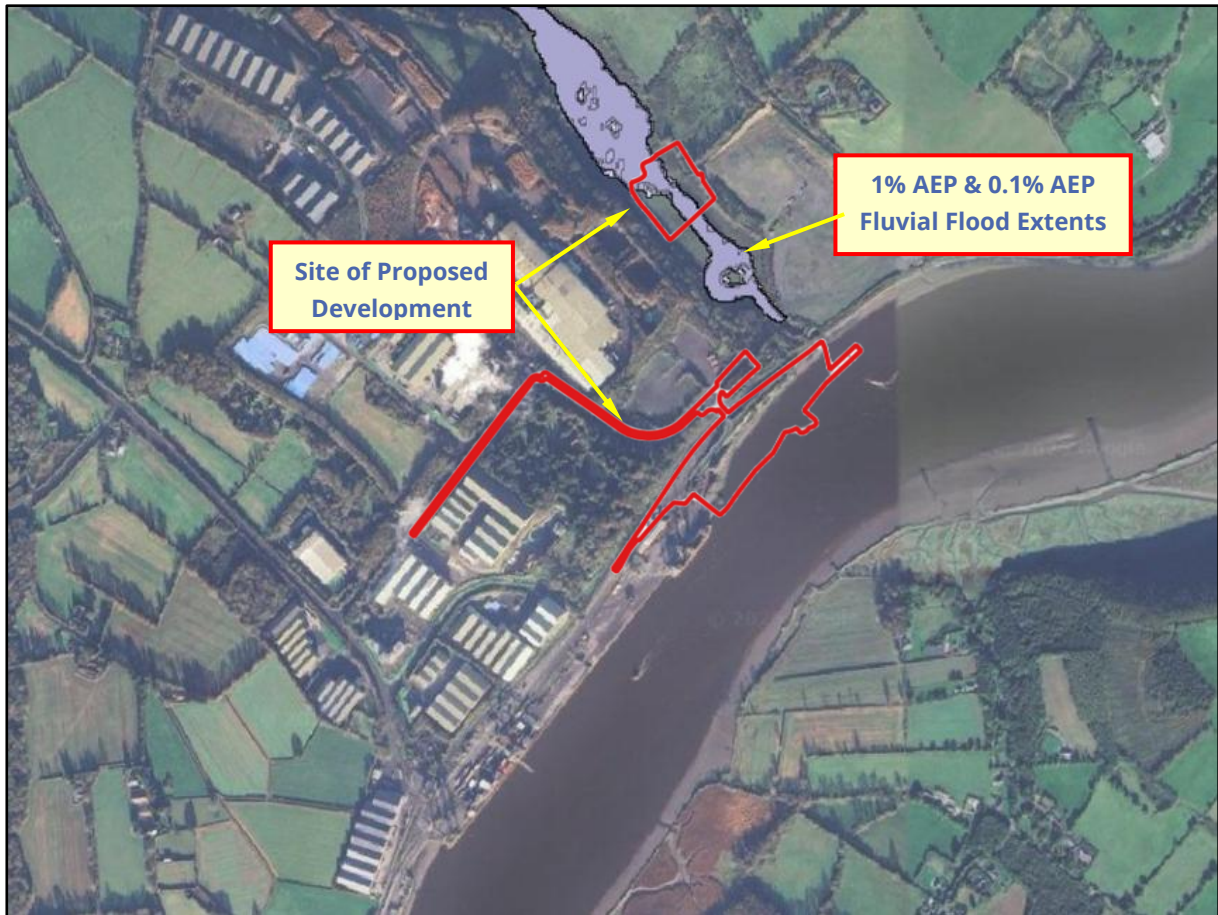 1% AEP & 0.1% AEP
Fluvial Flood Extents
Site of Proposed
Development